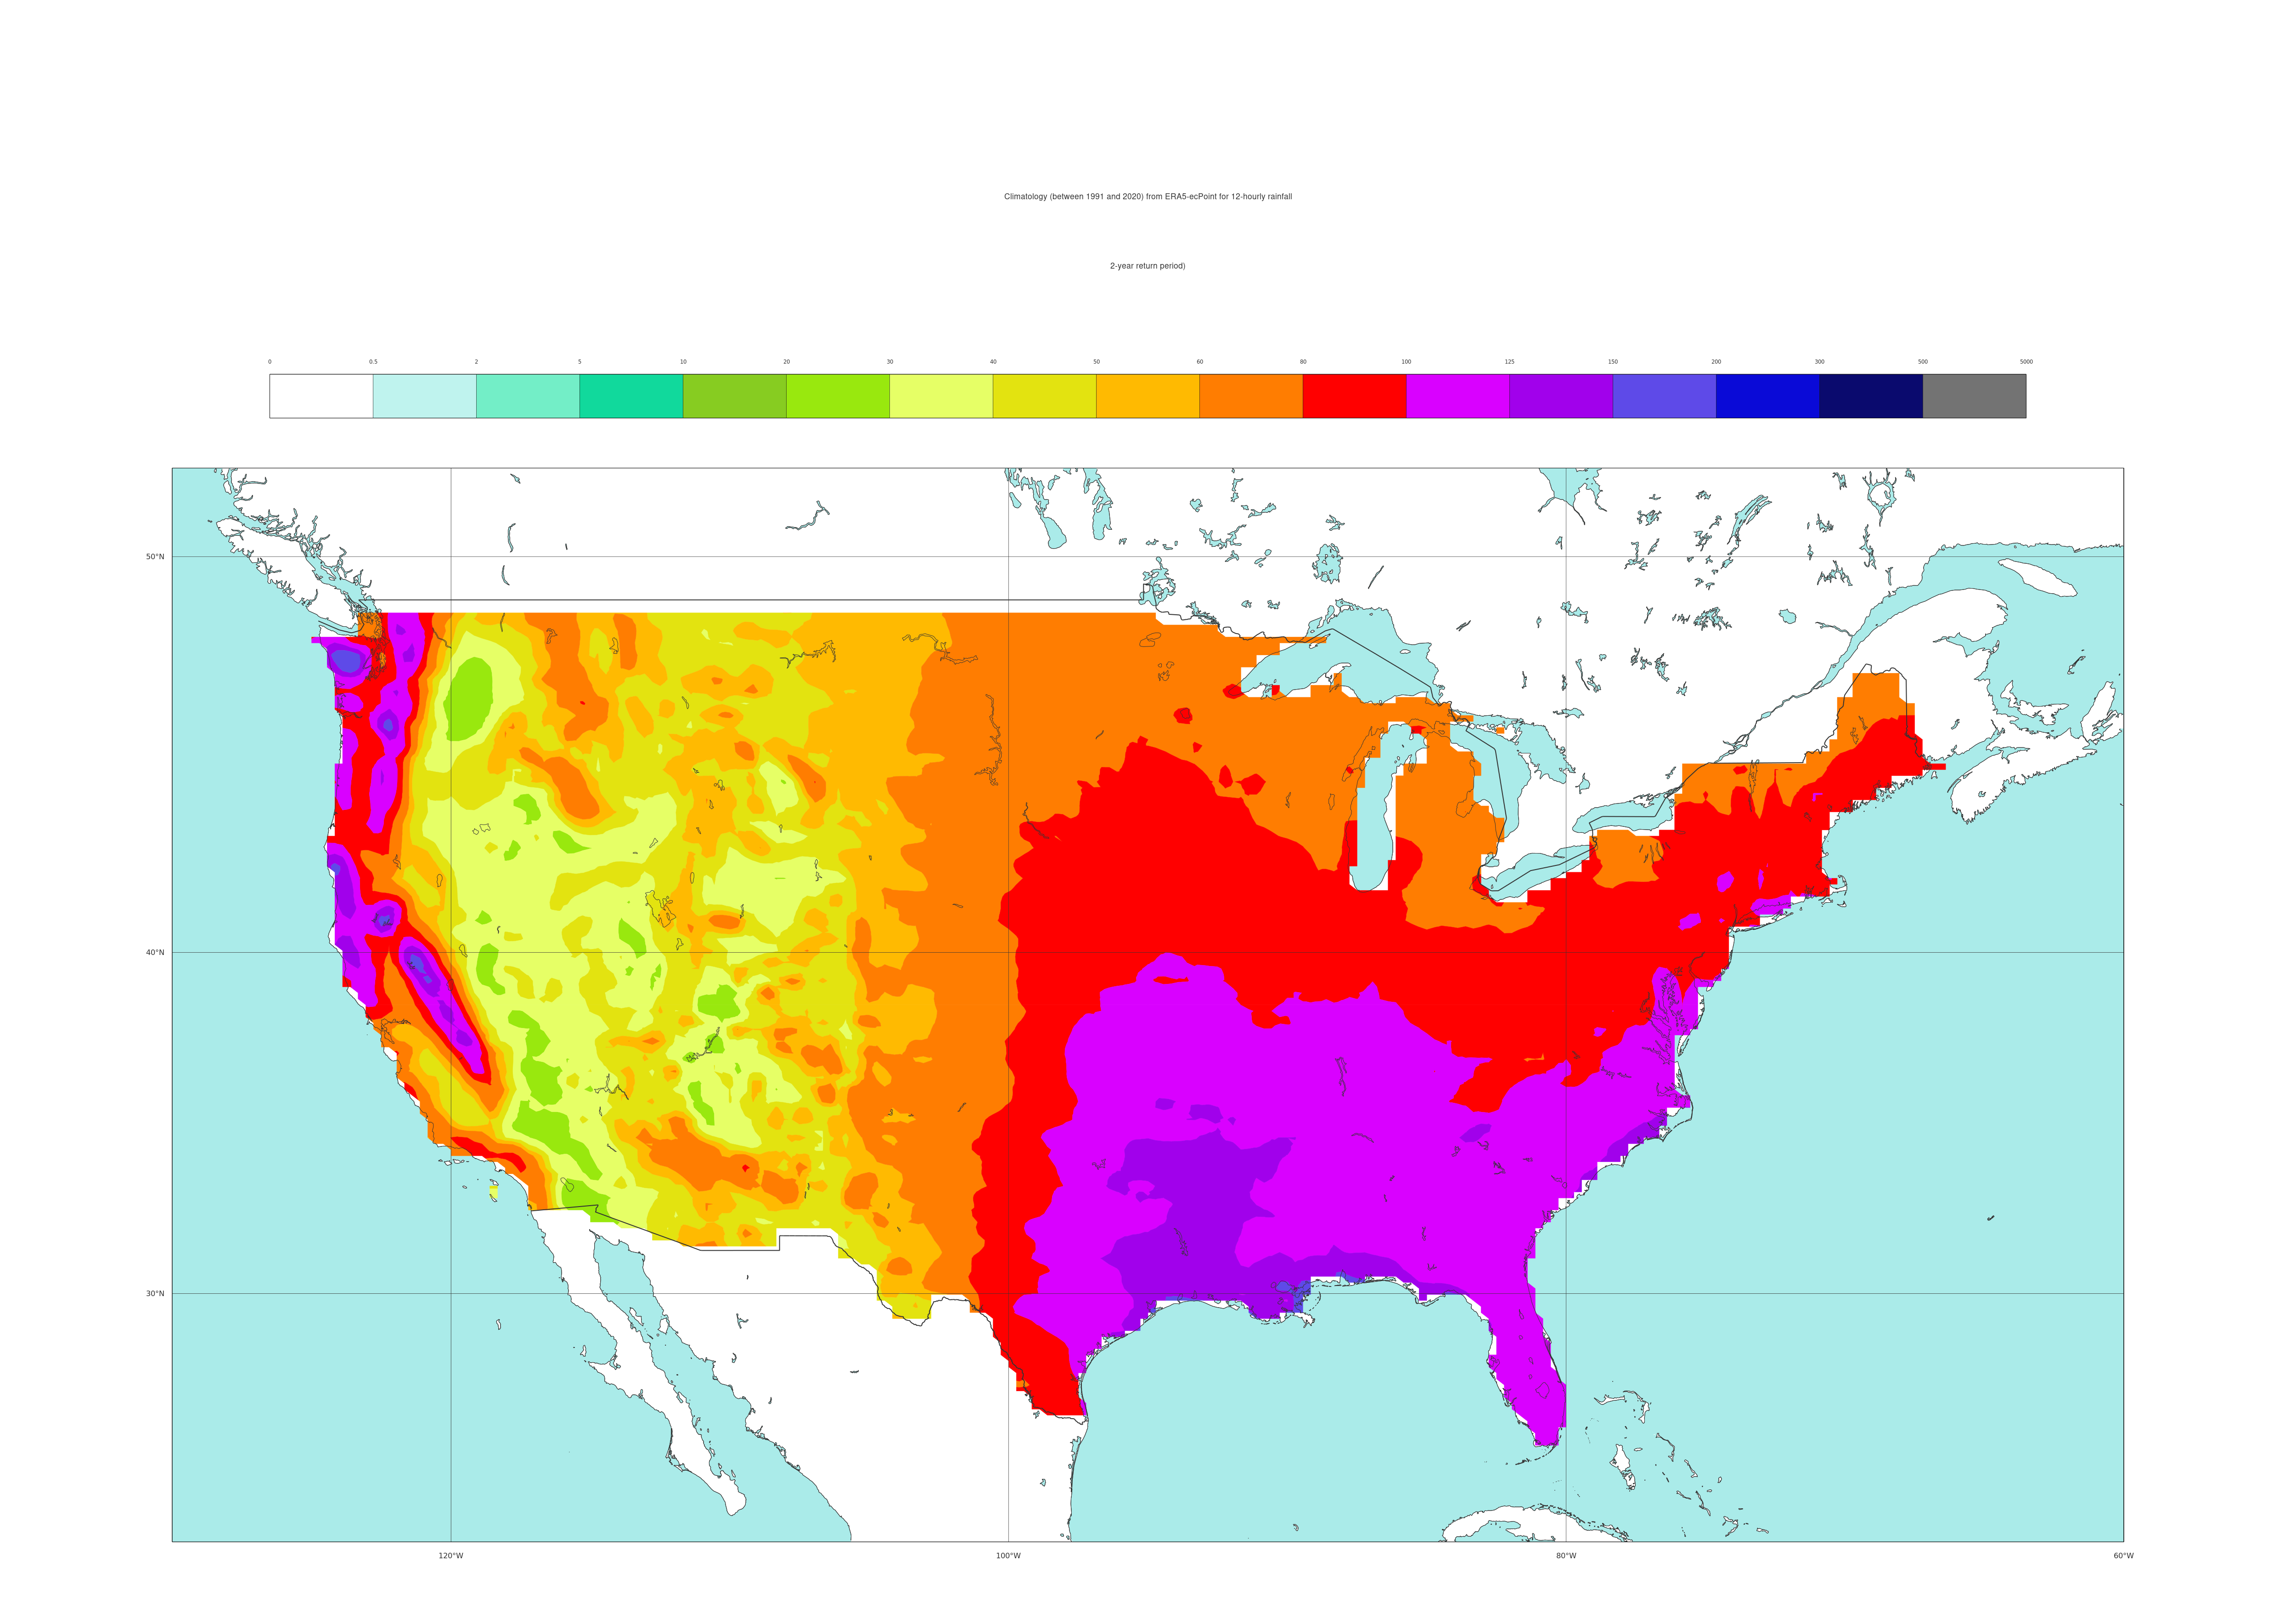 Climatology (between 1991 and 2020) from ERA5-ecPoint for 12-hourly rainfall
2-year return period)
0 0.5 2 5 10 20 30 40 50 60 80 100 125 150 200 300 500 5000
50°N
40°N
30°N
120°W 100°W 80°W 60°W